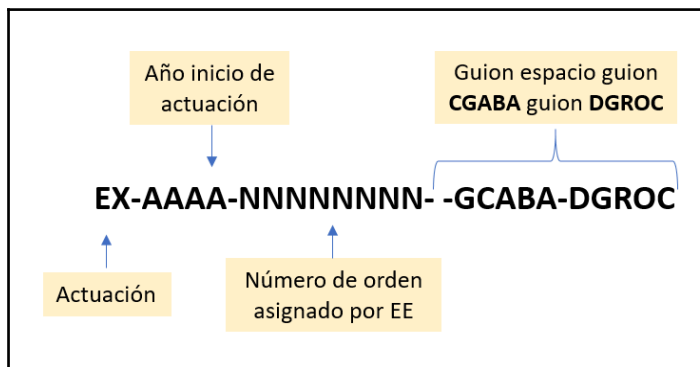 Año inicio de
actuación
Guion espacio guion
CGABA guion DGROC
EX-AAAA-NNNNNNNN- -GCABA-DGROC
Actuación
Número de orden
asignado por EE